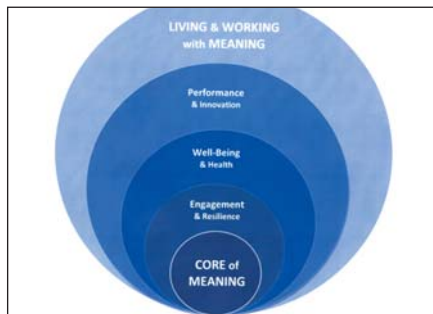 LIVING & WORKING
with MEANING
Performance
& Innovation
Well-Being
& Health
Engagement
& Resilience
CORE of
MEANING